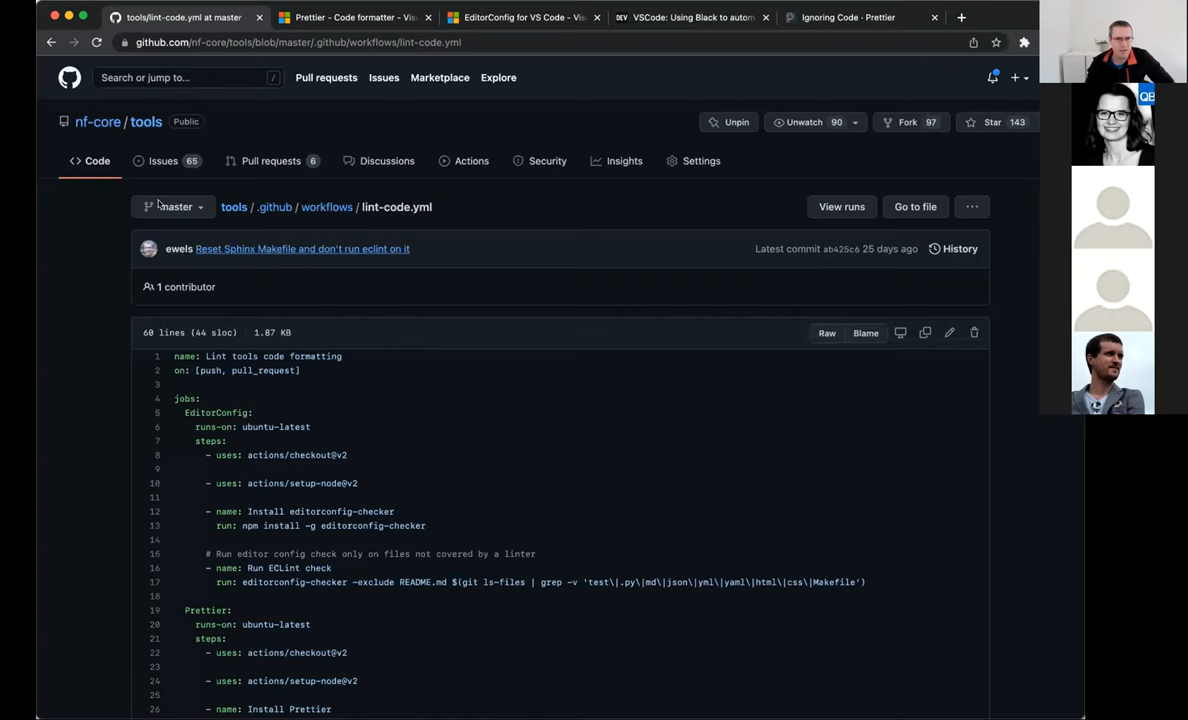 tools/lint-code.yml at master
Prettier - Code formatter - Vis
EditorConfig for VS Code - Vis
DEV VSCode: Using Black to autom
Ignoring Code · Prettier
github.com/nf-core/tools/blob/master/.github/workflows/lint-code.yml
Search or jump to... /
Pull requests Issues Marketplace Explore
nf-core / tools Public
Unpin Unwatch 90 Fork 97 Star 143
<> Code Issues 65 Pull requests 6 Discussions Actions Security Insights Settings
master tools / .github / workflows / lint-code.yml View runs Go to file ...
ewels Reset Sphinx Makefile and don't run eclint on it Latest commit ab425c6 25 days ago History
1 contributor
60 lines (44 sloc) 1.87 KB Raw Blame
1 name: Lint tools code formatting
2 on: [push, pull_request]
3
4 jobs:
5 EditorConfig:
6 runs-on: ubuntu-latest
7 steps:
8 - uses: actions/checkout@v2
9
10 - uses: actions/setup-node@v2
11
12 - name: Install editorconfig-checker
13 run: npm install -g editorconfig-checker
14
15 # Run editor config check only on files not covered by a linter
16 - name: Run ECLint check
17 run: editorconfig-checker -exclude README.md $(git ls-files | grep -v 'test\|.py\|md\|json\|yml\|yaml\|html\|css\|Makefile')
18
19 Prettier:
20 runs-on: ubuntu-latest
21 steps:
22 - uses: actions/checkout@v2
23
24 - uses: actions/setup-node@v2
25
26 - name: Install Prettier
QB